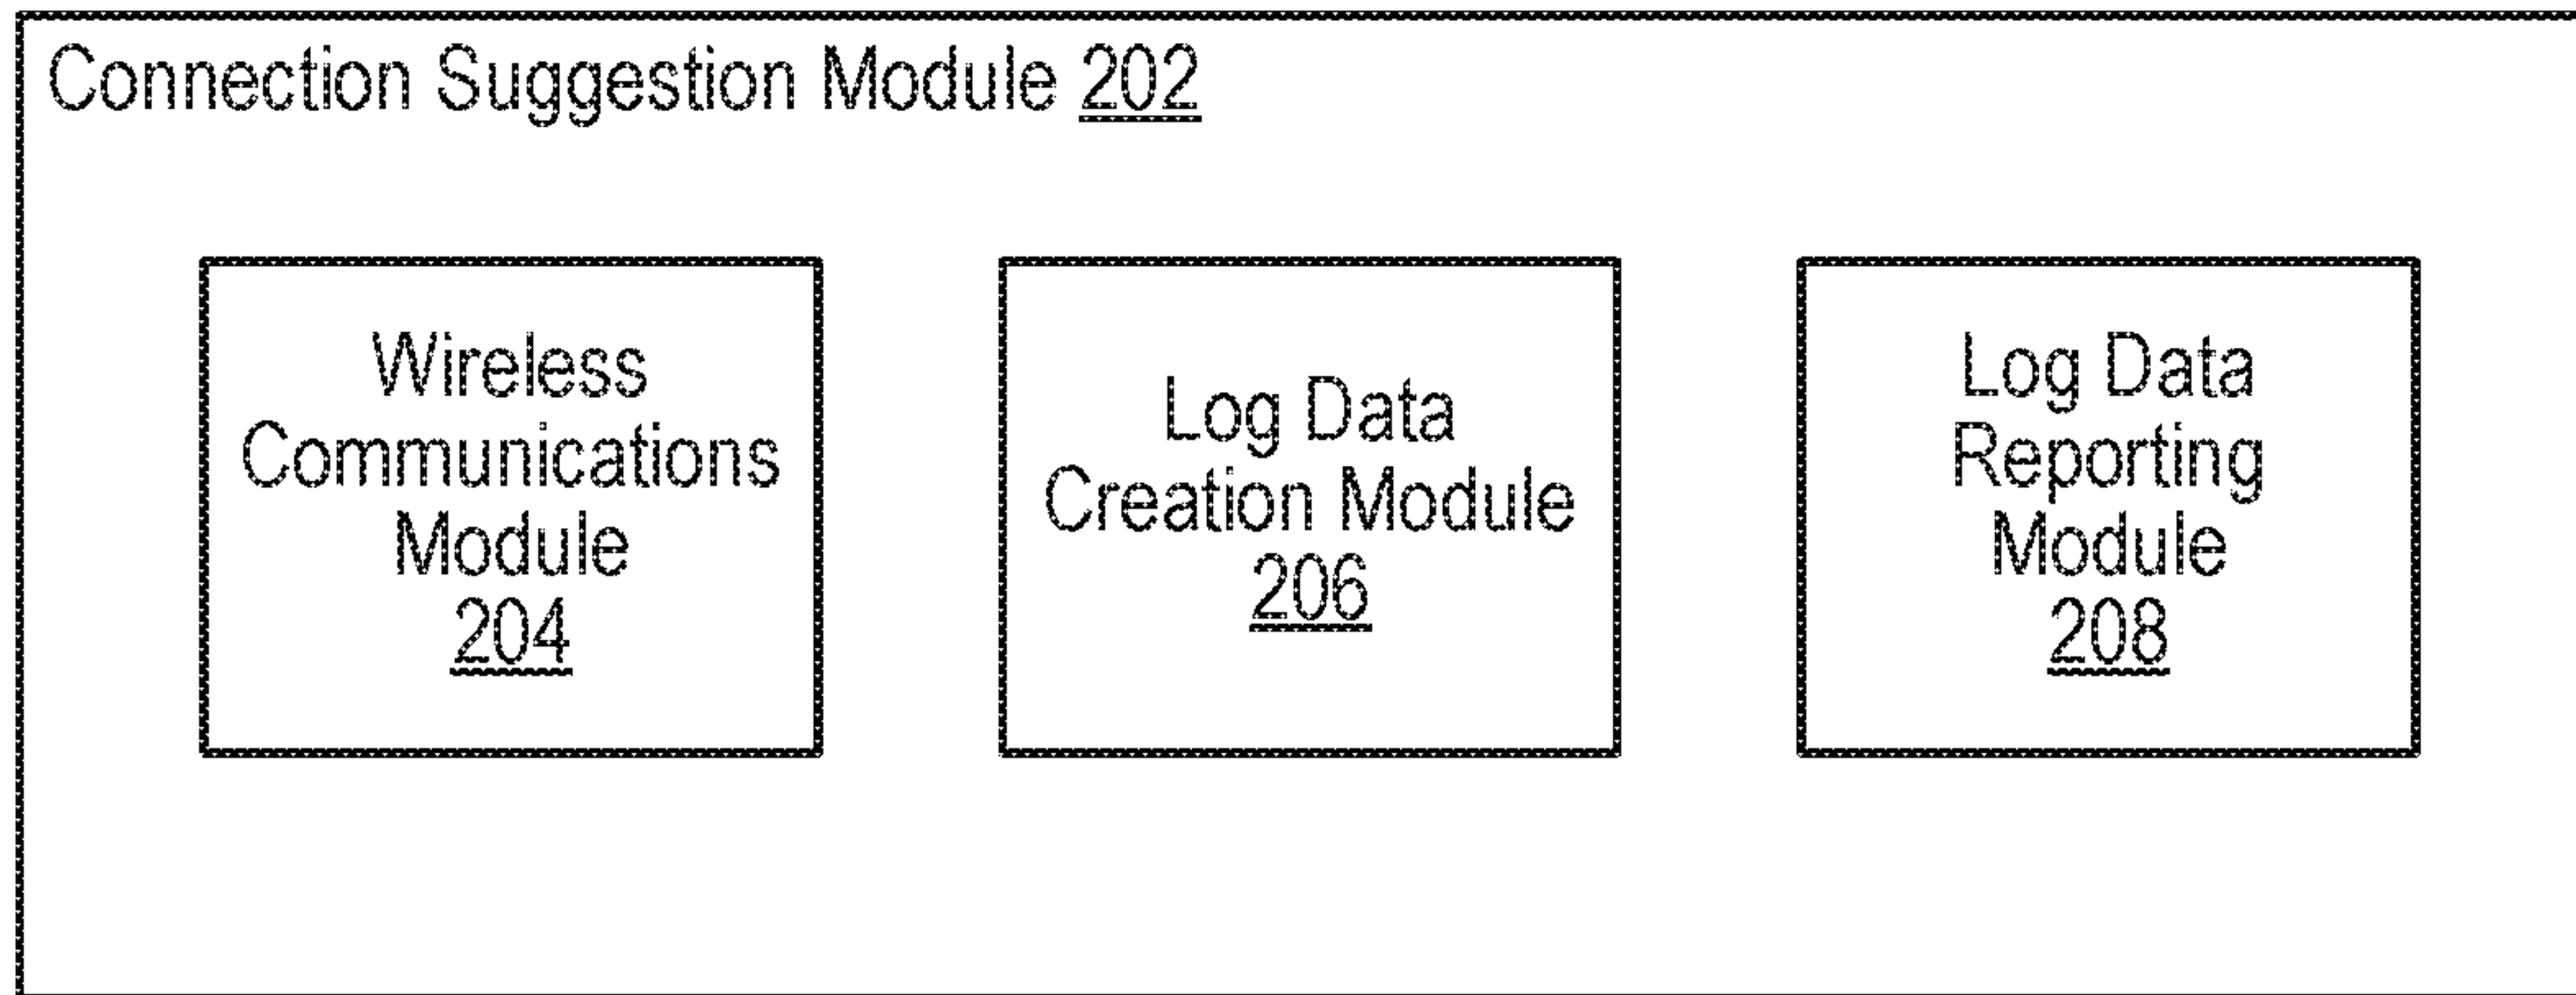 Connection Suggestion Module 202
Wireless
Communications
Module
204
Log Data
Creation Module
206
Log Data
Reporting
Module
208